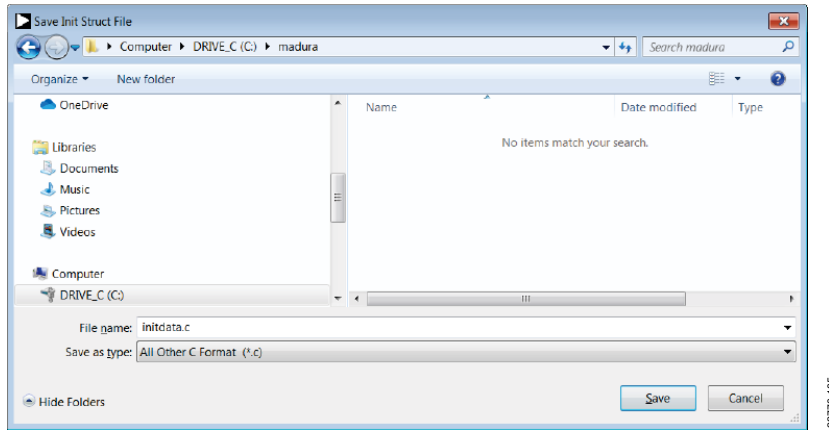 Save Init Struct File
Computer DRIVE_C (C:) madura Search madura
Organize New folder
OneDrive
Name Date modified Type
No items match your search.
Libraries
Documents
Music
Pictures
Videos
Computer
DRIVE_C (C:)
File name: initdata.c
Save as type: All Other C Format (*.c)
Hide Folders Save Cancel